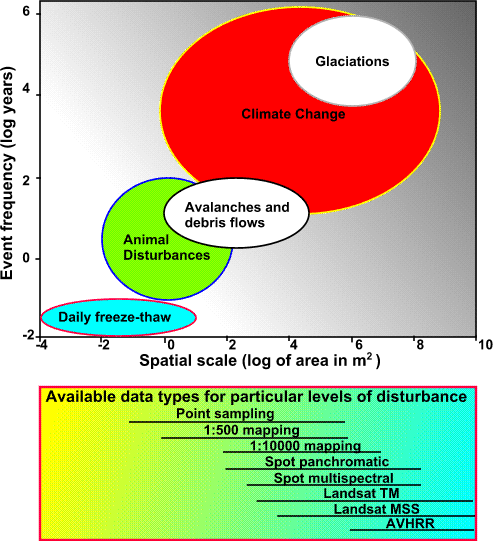 6
4
2
0
-2
Event frequency (log years)
Glaciations
Climate Change
Avalanches and
debris flows
Animal
Disturbances
Daily freeze-thaw
-4
-2
0
2
4
6
8
10
Spatial scale (log of area in m2 )
Available data types for particular levels of disturbance
Point sampling
1:500 mapping
1:10000 mapping
Spot panchromatic
Spot multispectral
Landsat TM
Landsat MSS
AVHRR